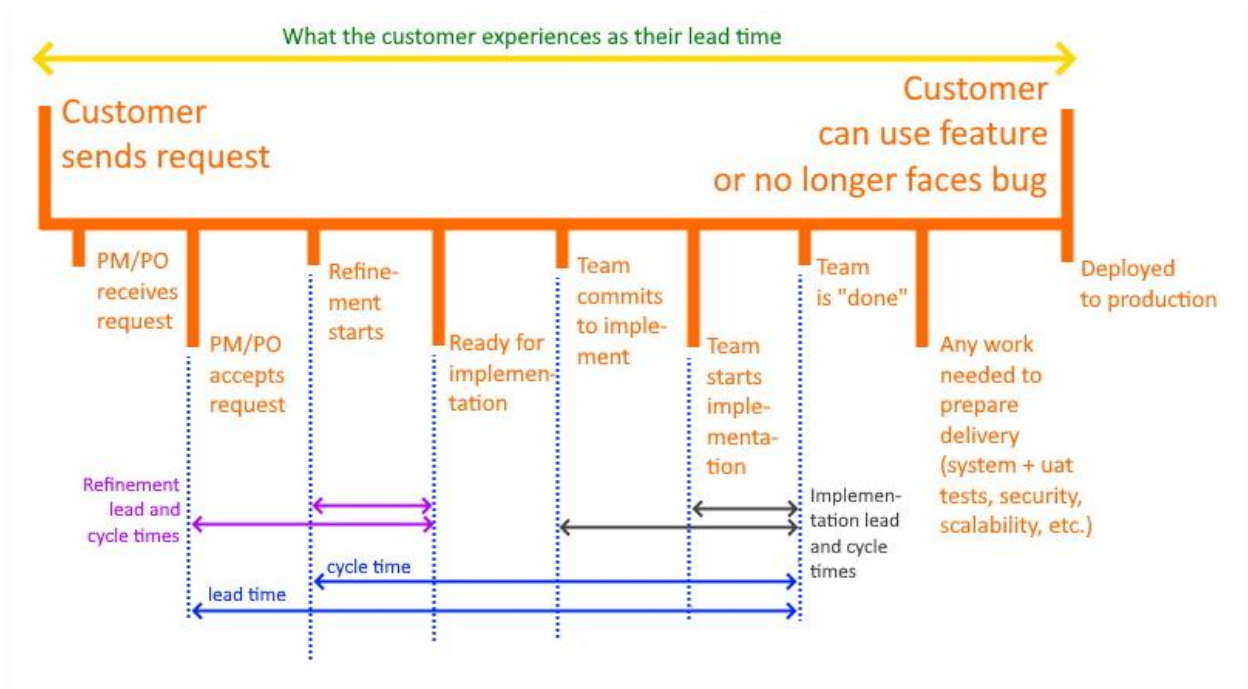 What the customer experiences as their lead time
Customer
sends request
Customer
can use feature
or no longer faces bug
PM/PO
receives
request
PM/PO
accepts
request
Refine-
ment
starts
Ready for
implemen-
tation
Team
commits
to imple-
ment
Team
starts
imple-
menta-
tion
Team
is "done"
Any work
needed to
prepare
delivery
(system + uat
tests, security,
scalability, etc.)
Deployed
to production
Refinement
lead and
cycle times
Implemen-
tation lead
and cycle
times
cycle time
lead time